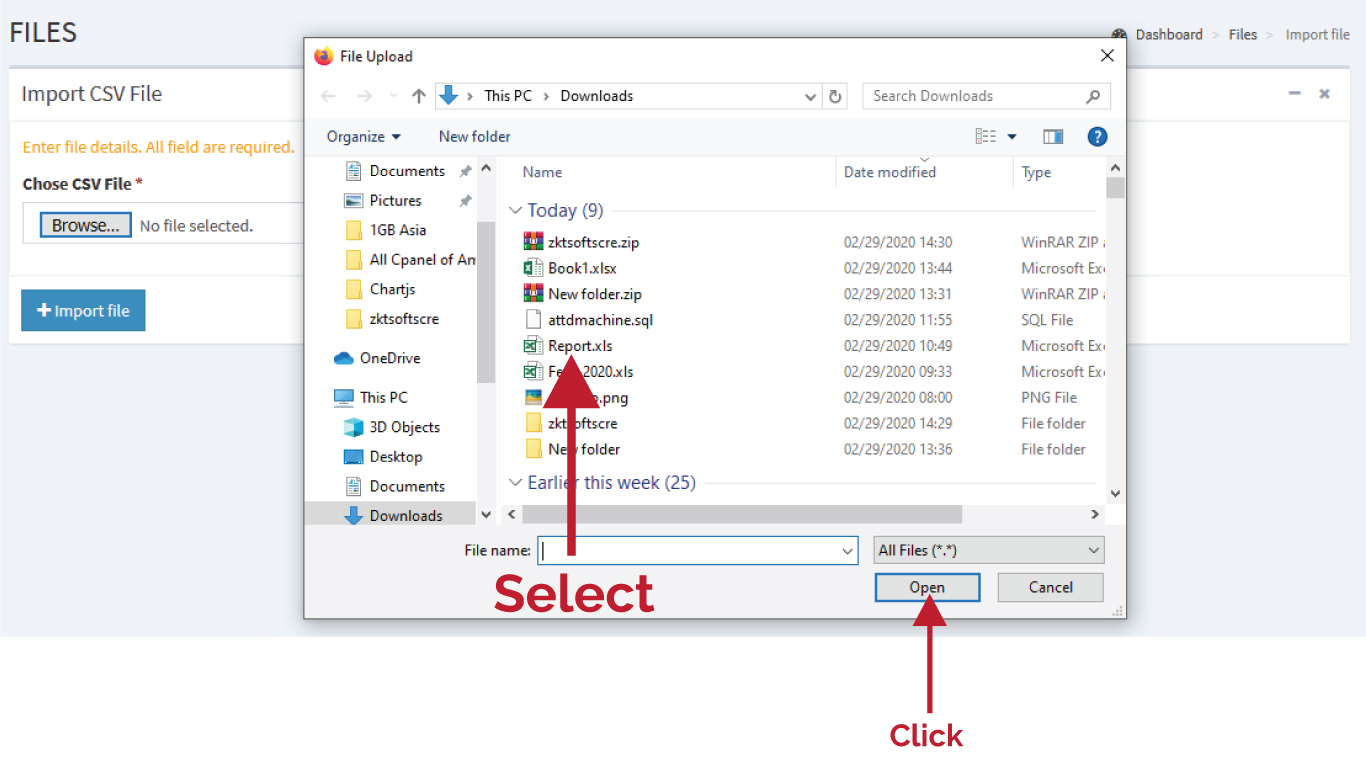 FILES
Dashboard > Files > Import file
Import CSV File
Enter file details. All field are required.
Chose CSV File *
Browse... No file selected.
Import file
File Upload
This PC > Downloads
Search Downloads
Organize
New folder
Documents
Pictures
1GB Asia
All Cpanel of Am
Chartjs
zktsoftscre
OneDrive
This PC
3D Objects
Desktop
Documents
Downloads
Name Date modified Type
Today (9)
zktsoftscre.zip 02/29/2020 14:30 WinRAR ZIP a
Book1.xlsx 02/29/2020 13:44 Microsoft Exc
New folder.zip 02/29/2020 13:31 WinRAR ZIP a
attdmachine.sql 02/29/2020 11:55 SQL File
Report.xls 02/29/2020 10:49 Microsoft Exc
2020.xls 02/29/2020 09:33 Microsoft Exc
.png 02/29/2020 08:00 PNG File
zktsoftscre 02/29/2020 14:29 File folder
New folder 02/29/2020 13:36 File folder
Earlier this week (25)
File name:
All Files (*.*)
Open
Cancel
Select
Click